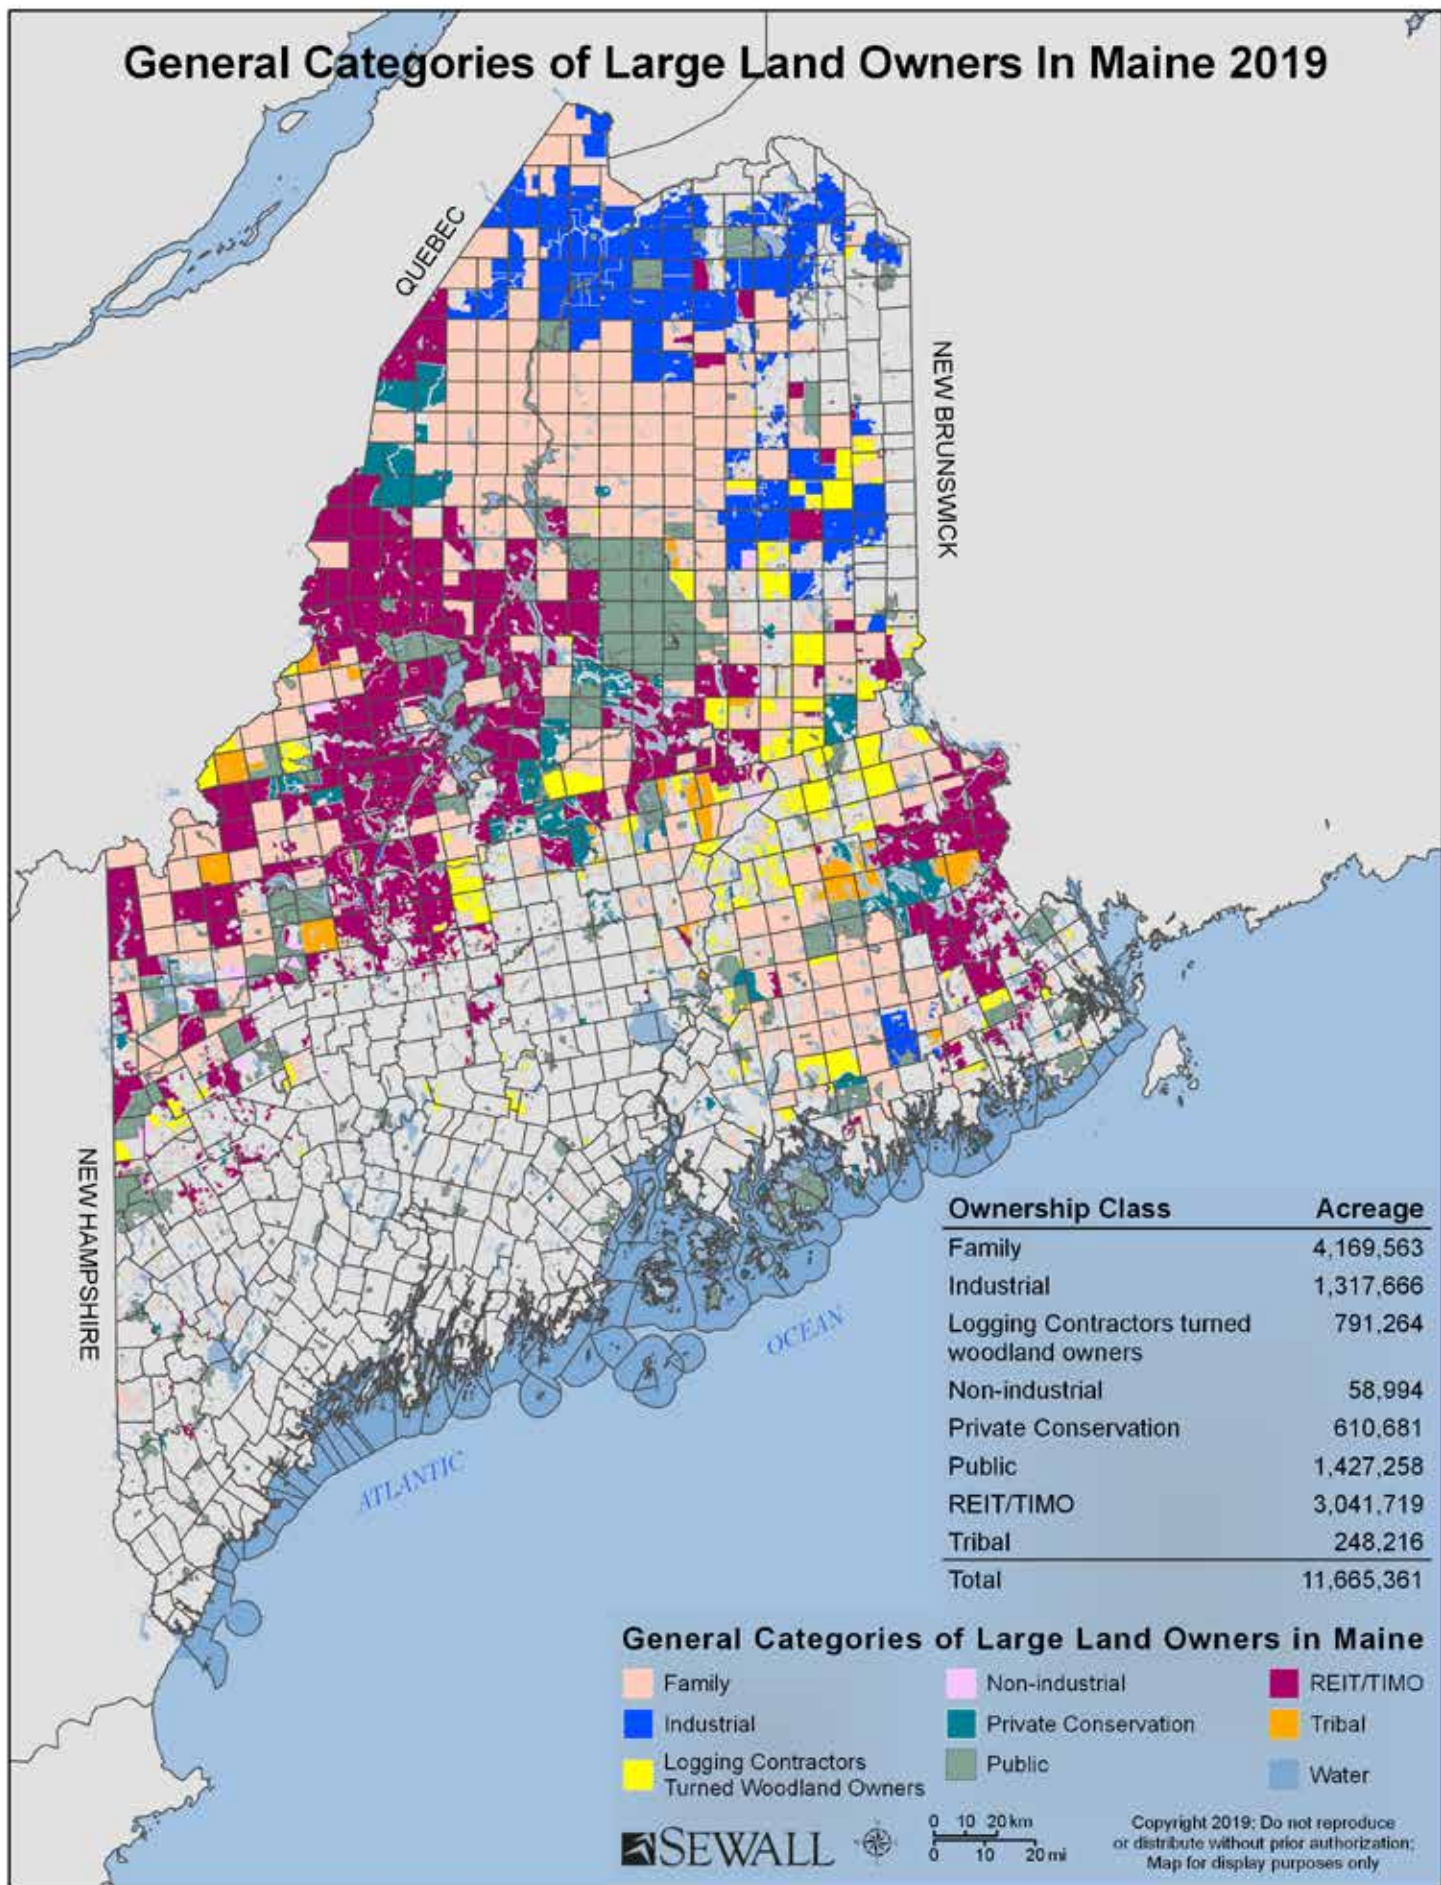 General Categories of Large Land Owners In Maine 2019
QUEBEC
NEW BRUNSWICK
NEW HAMPSHIRE
ATLANTIC
OCEAN
Ownership Class Acreage
Family 4,169,563
Industrial 1,317,666
Logging Contractors turned 791,264
woodland owners
Non-industrial 58,994
Private Conservation 610,681
Public 1,427,258
REIT/TIMO 3,041,719
Tribal 248,216
Total 11,665,361
General Categories of Large Land Owners in Maine
Family Non-industrial REIT/TIMO
Industrial Private Conservation Tribal
Logging Contractors
Turned Woodland Owners
Public
Water
SEWALL
0 10 20 km
0 10 20 mi
Copyright 2019; Do not reproduce
or distribute without prior authorization;
Map for display purposes only